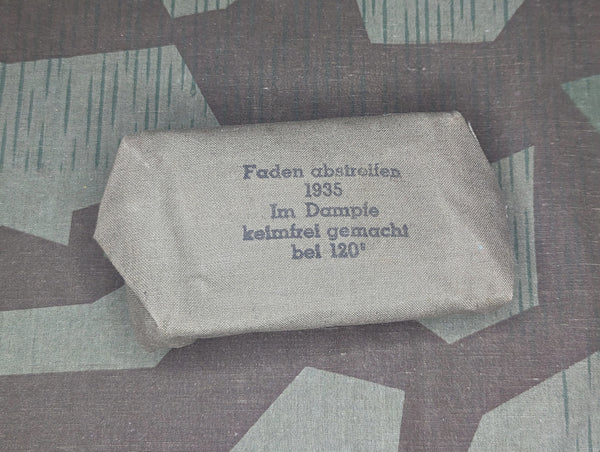 Faden abstreifen
1935
Im Dampfe
keimfrei gemacht
bei 120°